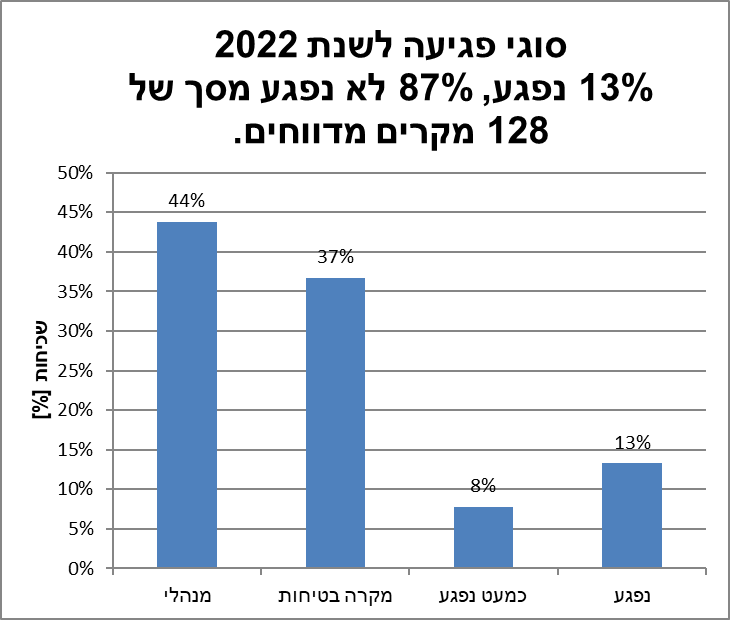 סוגי פגיעה לשנת 2022
13% נפגע, 87% לא נפגע מסך של
128 מקרים מדווחים.
שכיחות [%]
50%
45%
40%
35%
30%
25%
20%
15%
10%
5%
0%
44%
37%
8%
13%
מנהלי
מקרה בטיחות
כמעט נפגע
נפגע